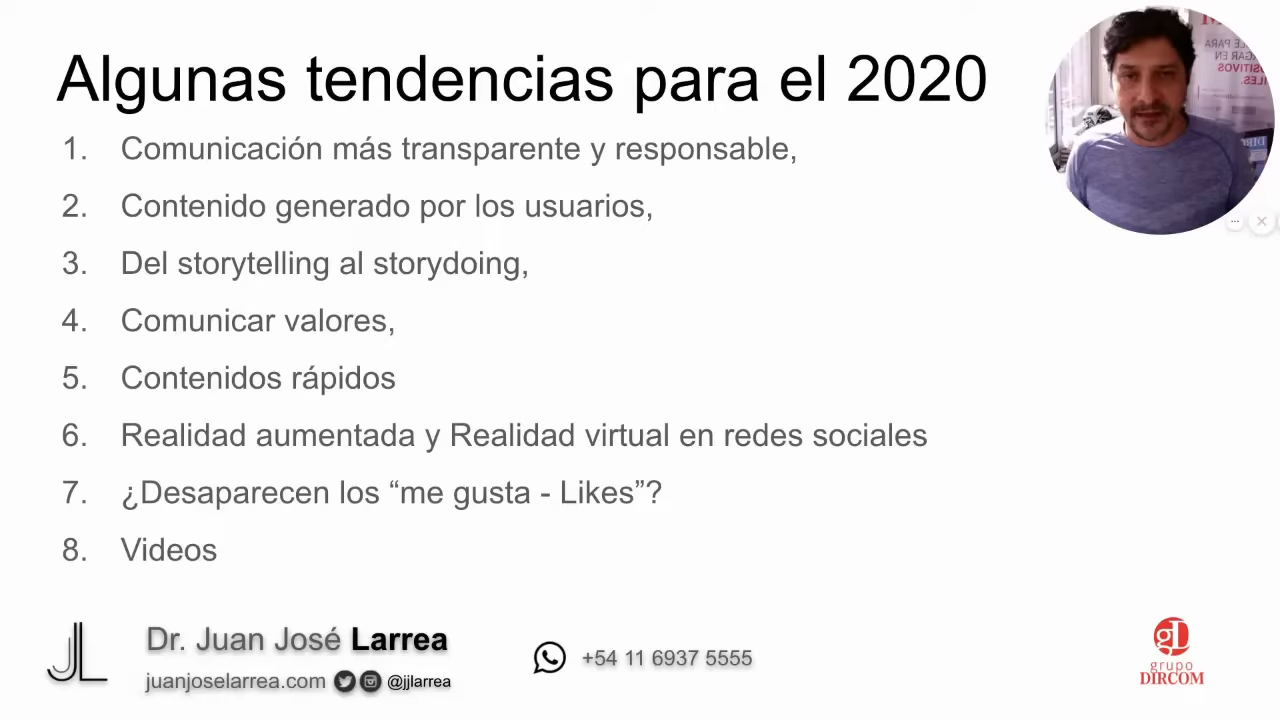 Algunas tendencias para el 2020
1. Comunicación más transparente y responsable,
2. Contenido generado por los usuarios,
3. Del storytelling al storydoing,
4. Comunicar valores,
5. Contenidos rápidos
6. Realidad aumentada y Realidad virtual en redes sociales
7. ¿Desaparecen los “me gusta - Likes”?
8. Videos
JL
Dr. Juan José Larrea
juanjoselarrea.com @jjlarrea
+54 11 6937 5555
gD
grupo
DIRCOM